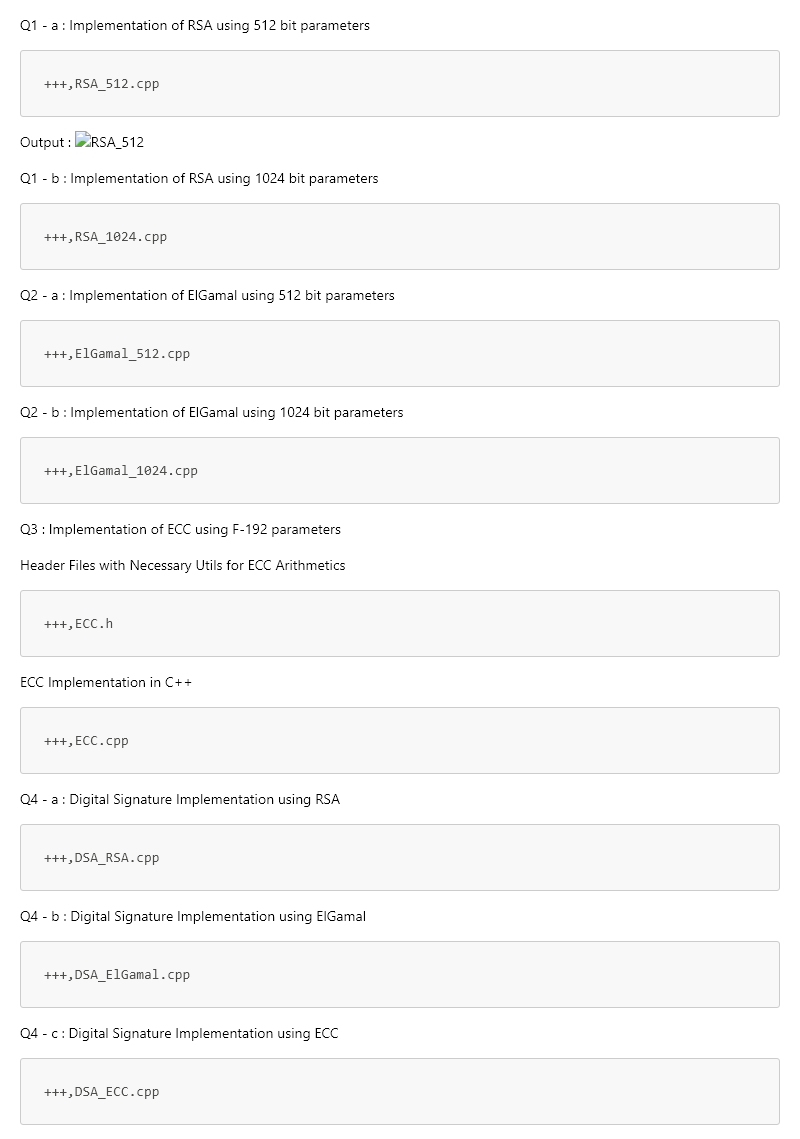 Q1 - a : Implementation of RSA using 512 bit parameters
+++,RSA_512.cpp
Output : RSA_512
Q1 - b : Implementation of RSA using 1024 bit parameters
+++,RSA_1024.cpp
Q2 - a : Implementation of ElGamal using 512 bit parameters
+++,ElGamal_512.cpp
Q2 - b : Implementation of ElGamal using 1024 bit parameters
+++,ElGamal_1024.cpp
Q3 : Implementation of ECC using F-192 parameters
Header Files with Necessary Utils for ECC Arithmetics
+++,ECC.h
ECC Implementation in C++
+++,ECC.cpp
Q4 - a : Digital Signature Implementation using RSA
+++,DSA_RSA.cpp
Q4 - b : Digital Signature Implementation using ElGamal
+++,DSA_ElGamal.cpp
Q4 - c : Digital Signature Implementation using ECC
+++,DSA_ECC.cpp